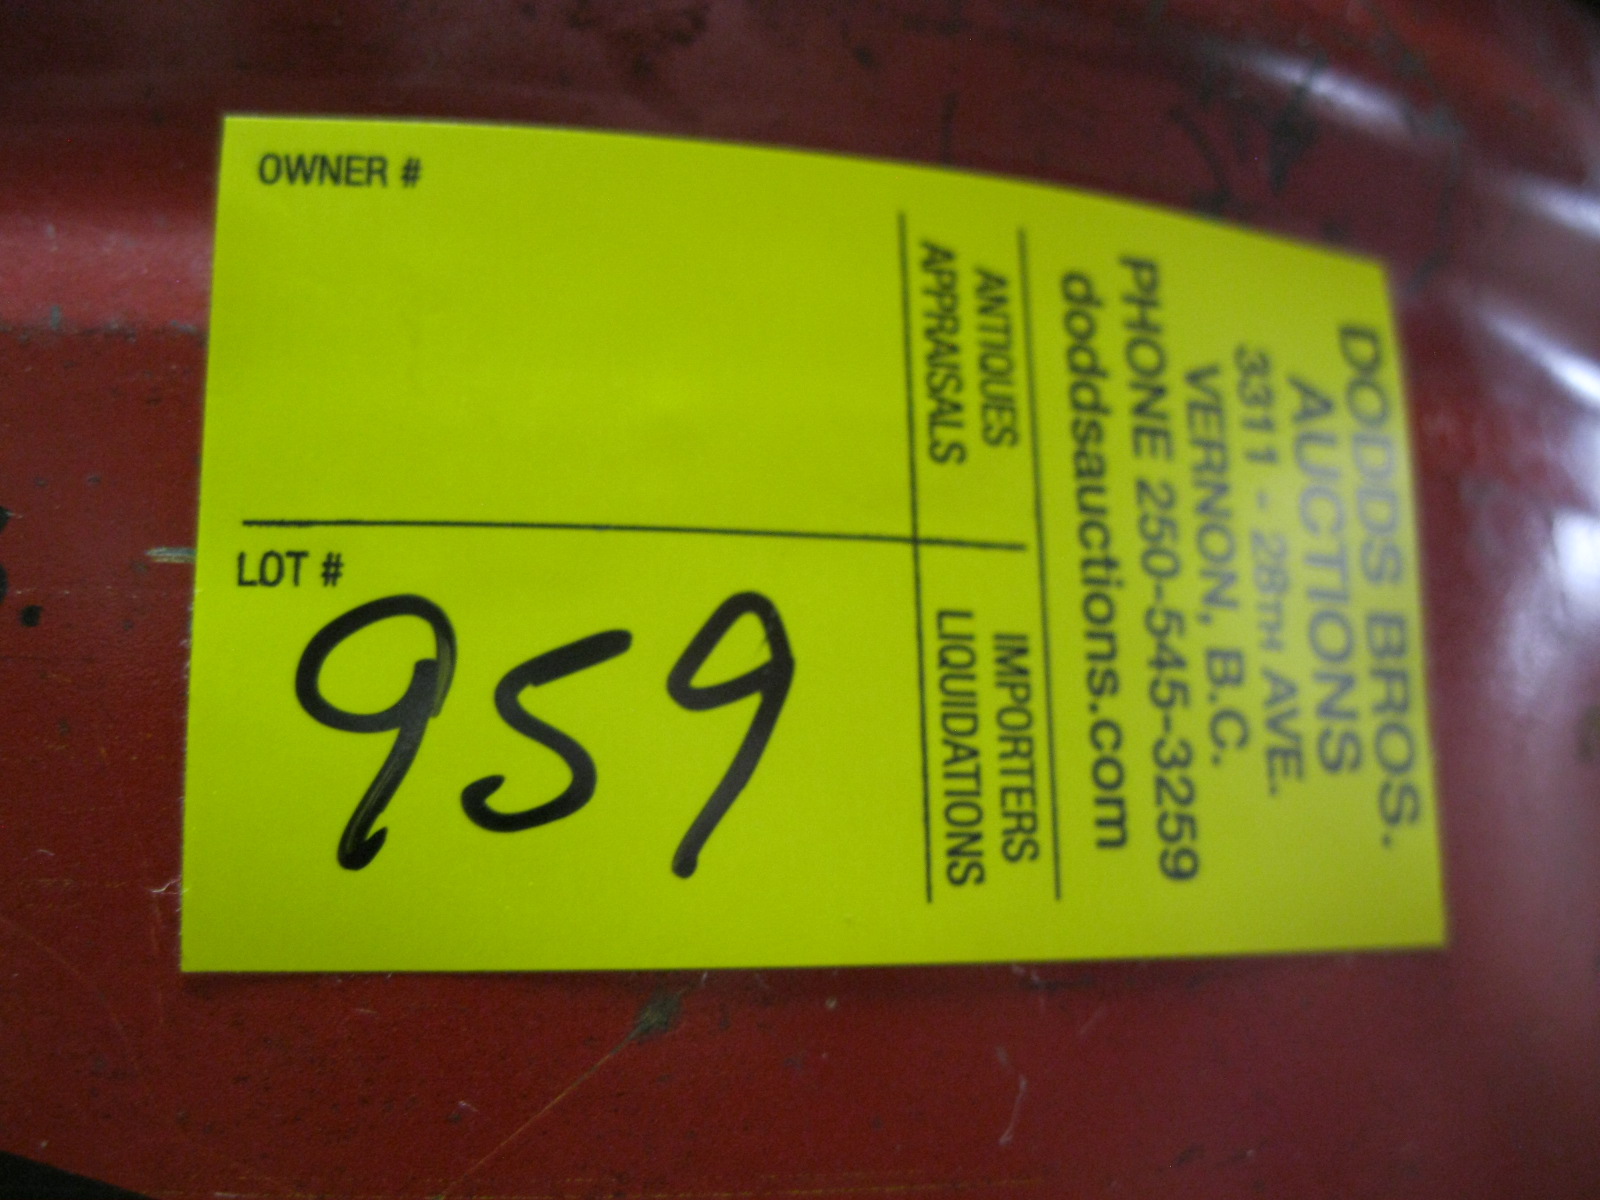 DODDS BROS.
AUCTIONS
3311 - 28TH AVE.
VERNON, B.C.
PHONE 250-545-3259
doddsauctions.com
ANTIQUES
APPRAISALS
IMPORTERS
LIQUIDATIONS
OWNER #
LOT #
959